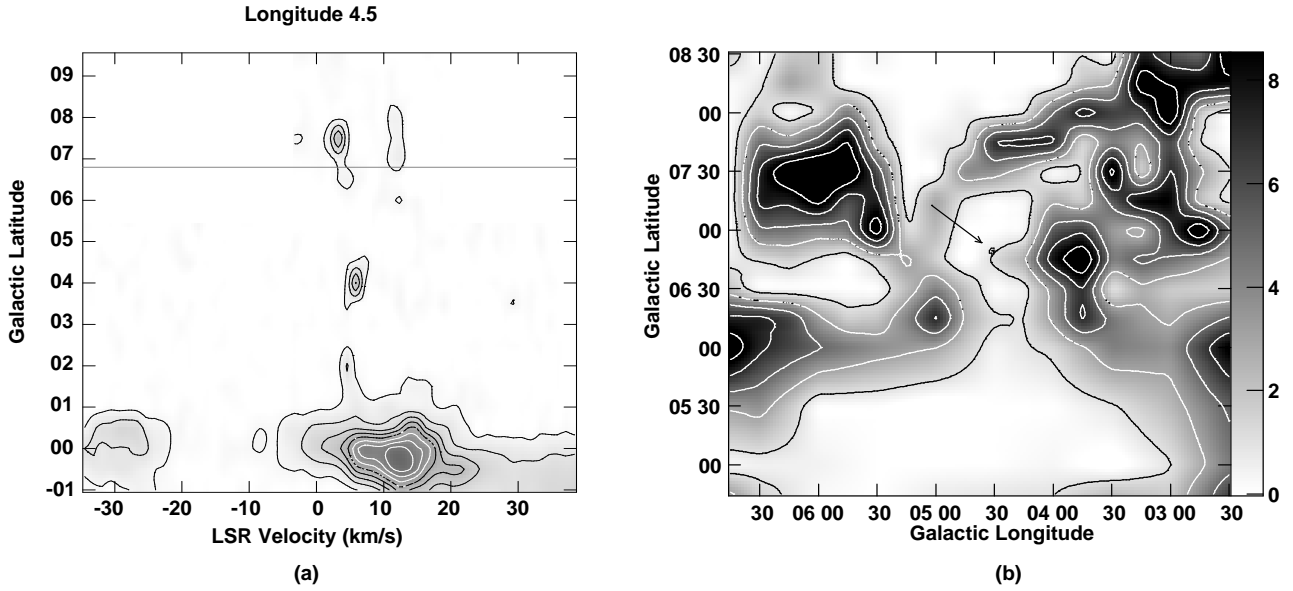 Longitude 4.5
09
08
07
06
05
04
03
02
01
00
-01
Galactic Latitude
-30 -20 -10 0 10 20 30
LSR Velocity (km/s)
(a)
08 30
00
07 30
00
06 30
00
05 30
00
Galactic Latitude
30 06 00 30 05 00 30 04 00 30 03 00 30
Galactic Longitude
8
6
4
2
0
(b)